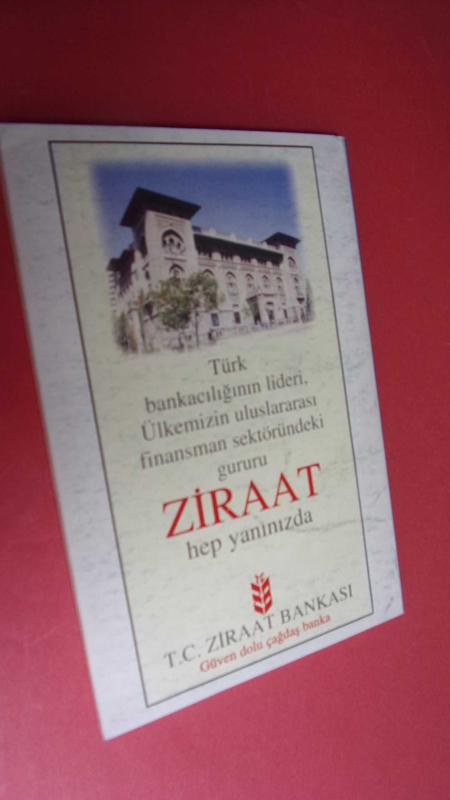 Türk
bankacılığının lideri,
Ülkemizin uluslararası
finansman sektöründeki
gururu
ZİRAAT
hep yanınızda
T.C. ZİRAAT BANKASI
Güven dolu çağdaş banka